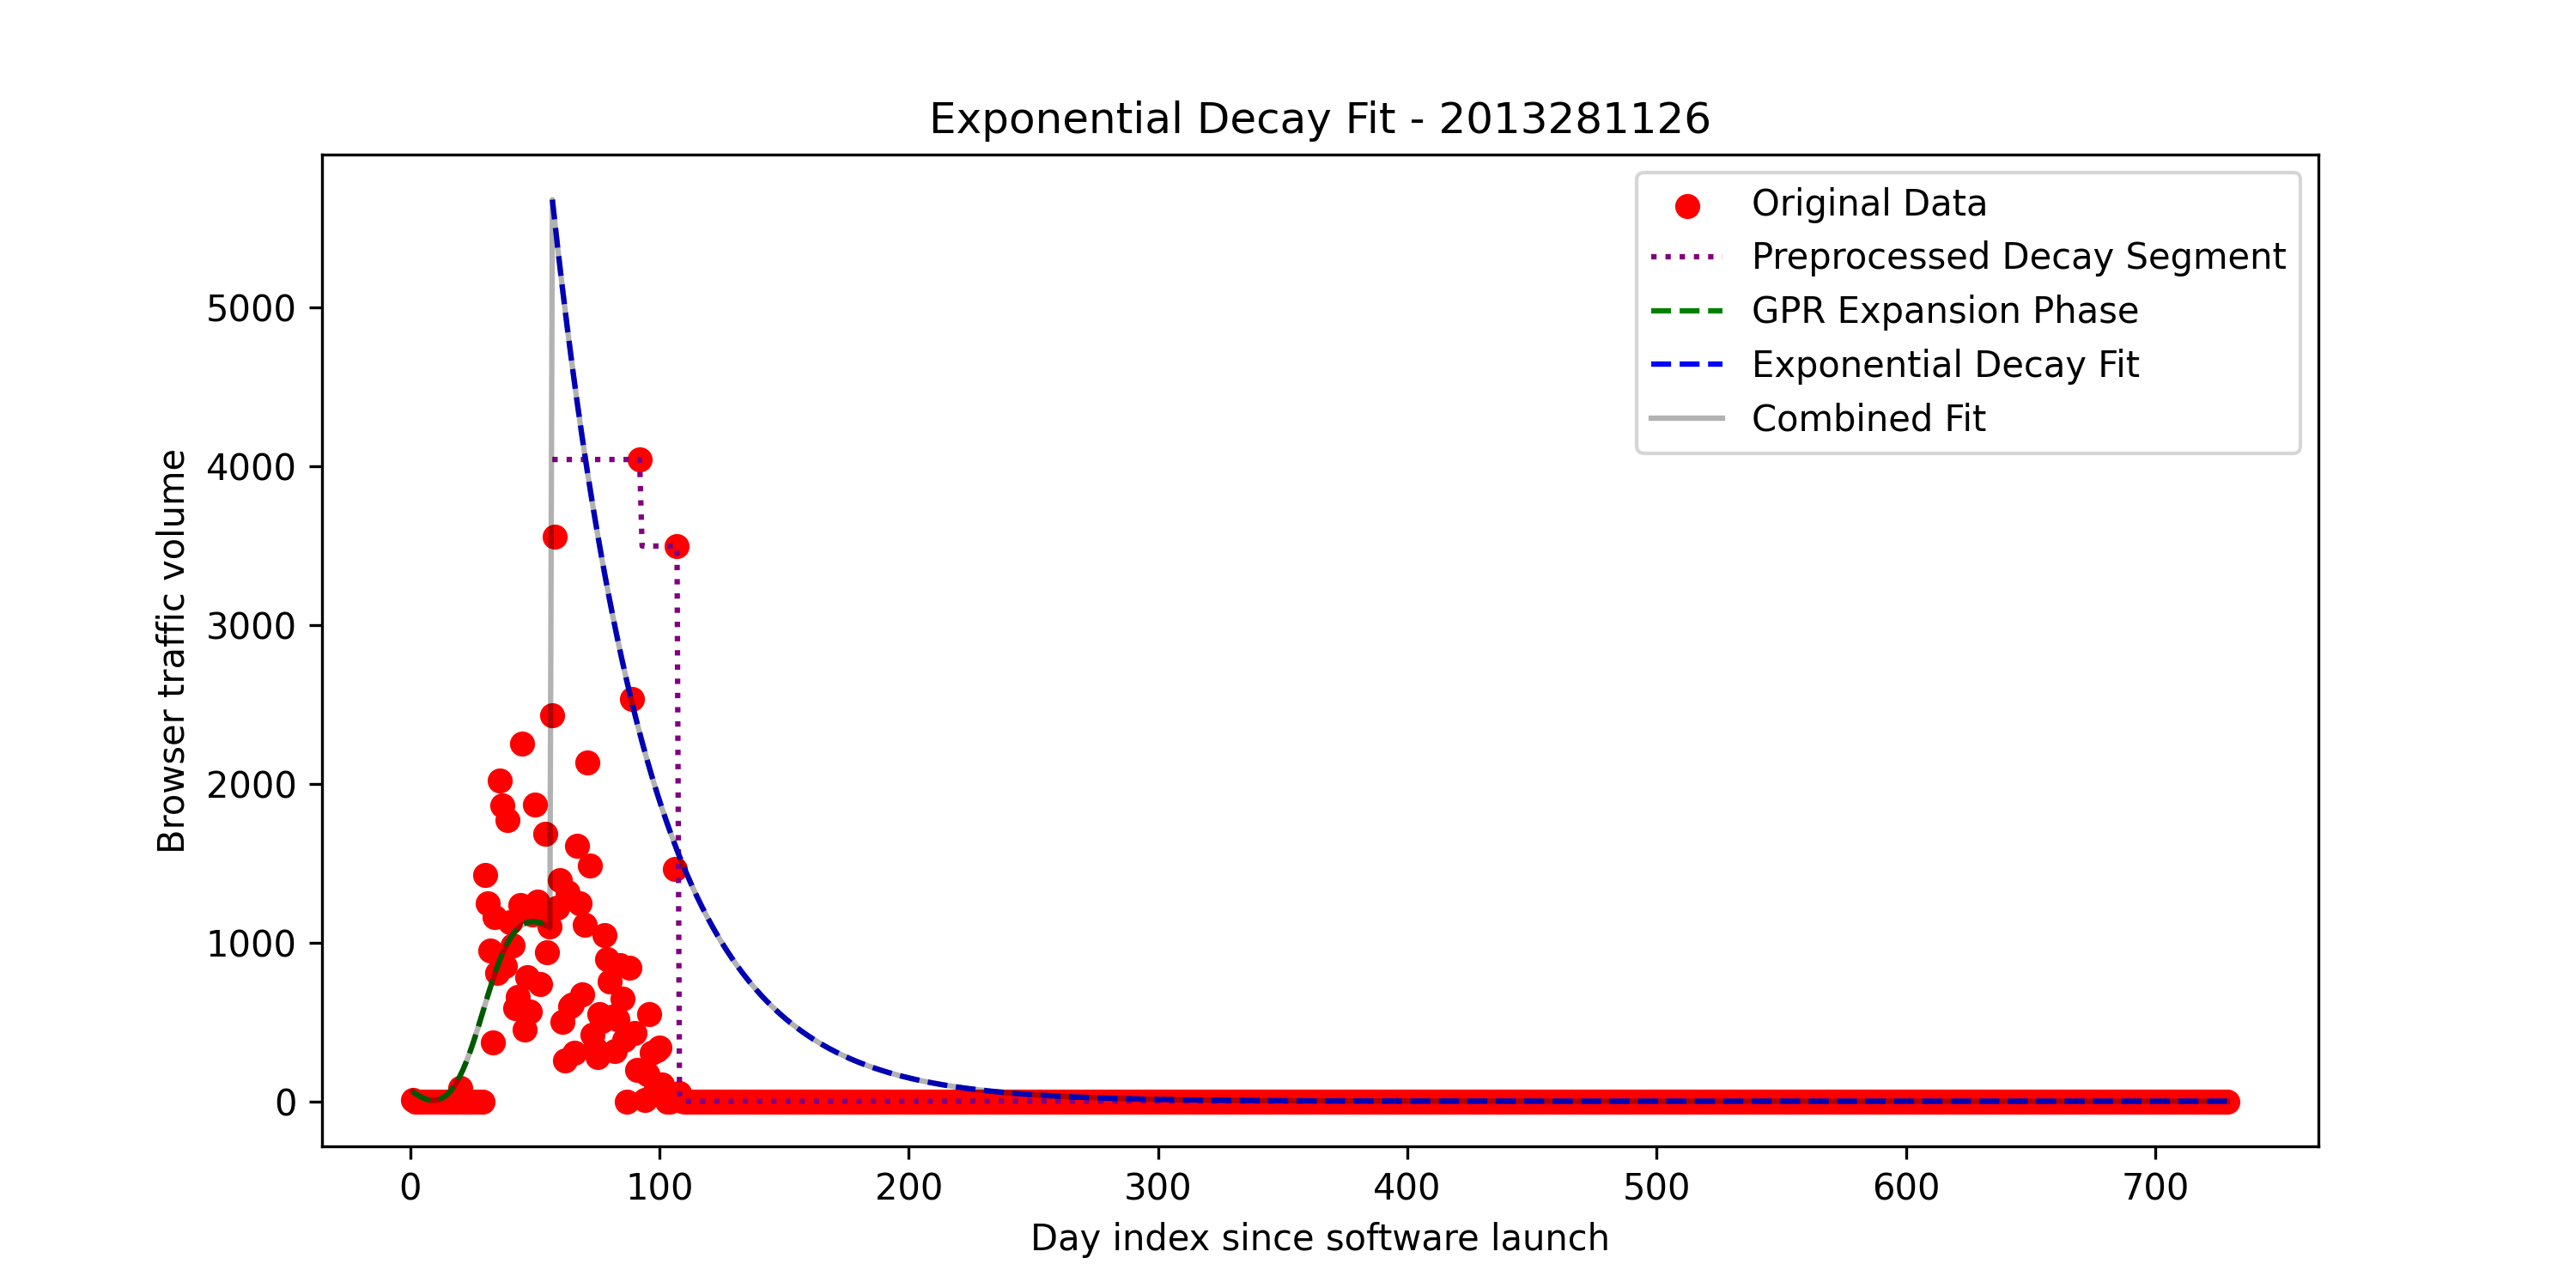 Exponential Decay Fit - 2013281126
Original Data
Preprocessed Decay Segment
GPR Expansion Phase
Exponential Decay Fit
Combined Fit
Browser traffic volume
5000
4000
3000
2000
1000
0
0 100 200 300 400 500 600 700
Day index since software launch